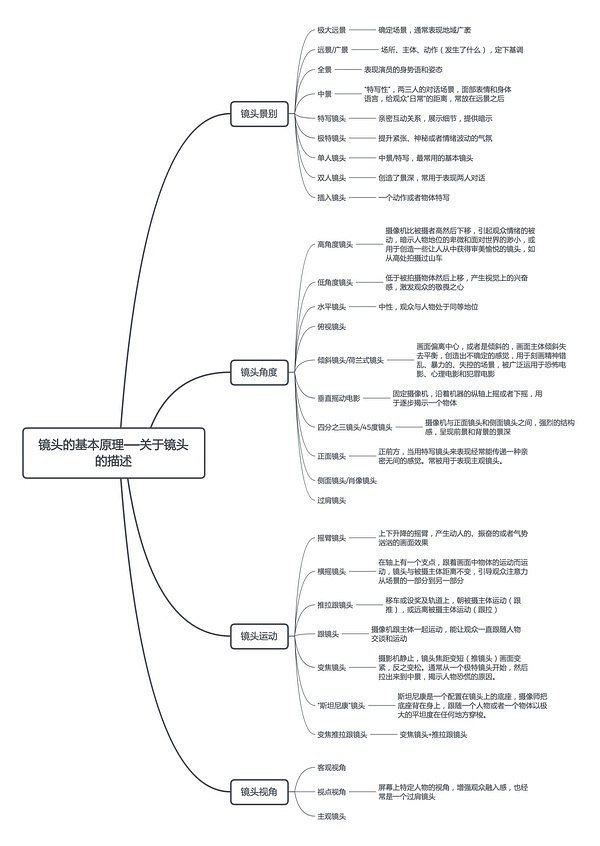 镜头的基本原理—关于镜头
的描述
镜头景别
极大远景
确定场景，通常表现地域广袤
远景/广景
场所、主体、动作（发生了什么），定下基调
全景
表现演员的身势语和姿态
中景
“特写性”，两三人的对话场景，面部表情和身体
语言，给观众“日常”的距离，常放在远景之后
特写镜头
亲密互动关系，展示细节，提供暗示
极特镜头
提升紧张、神秘或者情绪波动的气氛
单人镜头
中景/特写，最常用的基本镜头
双人镜头
创造了景深，常用于表现两人对话
插入镜头
一个动作或者物体特写
镜头角度
高角度镜头
摄像机比被摄者高然后下移，引起观众情绪的被
动，暗示人物地位的卑微和面对世界的渺小，或
用于创造一些让人从中获得审美愉悦的镜头，如
从高处拍摄过山车
低角度镜头
低于被拍摄物体然后上移，产生视觉上的兴奋
感，激发观众的敬畏之心
水平镜头
中性，观众与人物处于同等地位
俯视镜头
倾斜镜头/荷兰式镜头
画面偏离中心，或者是倾斜的，画面主体倾斜失
去平衡，创造出不确定的感觉，用于刻画精神错
乱、暴力的、失控的场景，被广泛运用于恐怖电
影、心理电影和犯罪电影
垂直摇动电影
固定摄像机，沿着机器的纵轴上摇或者下摇，用
于逐步揭示一个物体
四分之三镜头/45度镜头
摄像机与正面镜头和侧面镜头之间，强烈的结构
感，呈现前景和背景的景深
正面镜头
正前方，当用特写镜头来表现经常能传递一种亲
密无间的感觉。常被用于表现主观镜头。
侧面镜头/肖像镜头
过肩镜头
镜头运动
摇臂镜头
上下升降的摇臂，产生动人的、振奋的或者气势
汹汹的画面效果
横摇镜头
在轴上有一个支点，跟着画面中物体的运动而运
动，镜头与被摄主体距离不变，引导观众注意力
从场景的一部分到另一部分
推拉跟镜头
移车或设奖及轨道上，朝被摄主体运动（跟
推），或远离被摄主体运动（跟拉）
跟镜头
摄像机跟主体一起运动，能让观众一直跟随人物
交谈和运动
变焦镜头
摄影机静止，镜头焦距变短（推镜头）画面变
紧，反之变松。通常从一个极特镜头开始，然后
拉出来到中景，揭示人物恐慌的原因。
“斯坦尼康”镜头
斯坦尼康是一个配置在镜头上的底座，摄像师把
底座背在身上，跟随一个人物或者一个物体以极
大的平坦度在任何地方穿梭。
变焦推拉跟镜头
变焦镜头+推拉跟镜头
镜头视角
客观视角
视点视角
屏幕上特定人物的视角，增强观众融入感，也经
常是一个过肩镜头
主观镜头